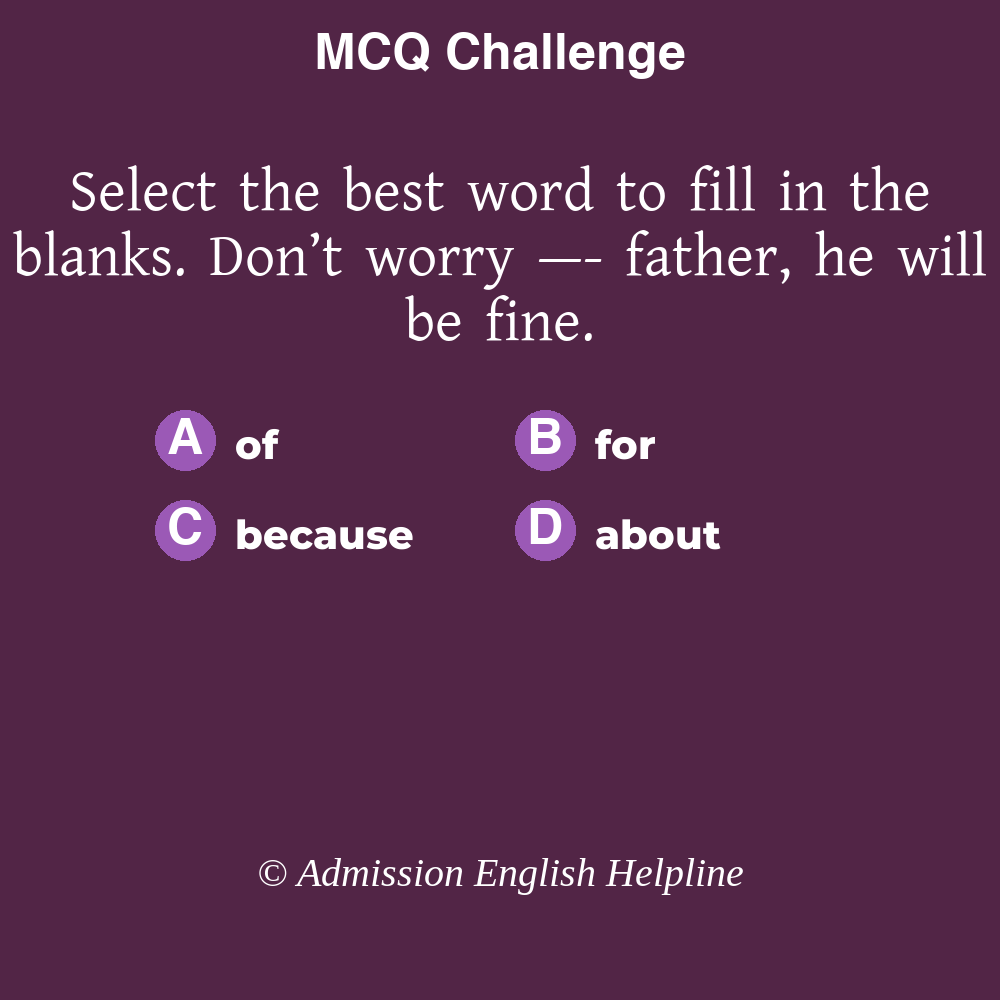 MCQ Challenge
Select the best word to fill in the
blanks. Don’t worry —- father, he will
be fine.
A of
B for
C because
D about
© Admission English Helpline